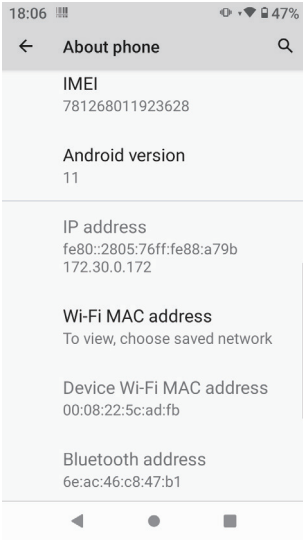 18:06
47%
About phone
IMEI
781268011923628
Android version
11
IP address
fe80::2805:76ff:fe88:a79b
172.30.0.172
Wi-Fi MAC address
To view, choose saved network
Device Wi-Fi MAC address
00:08:22:5c:ad:fb
Bluetooth address
6e:ac:46:c8:47:b1